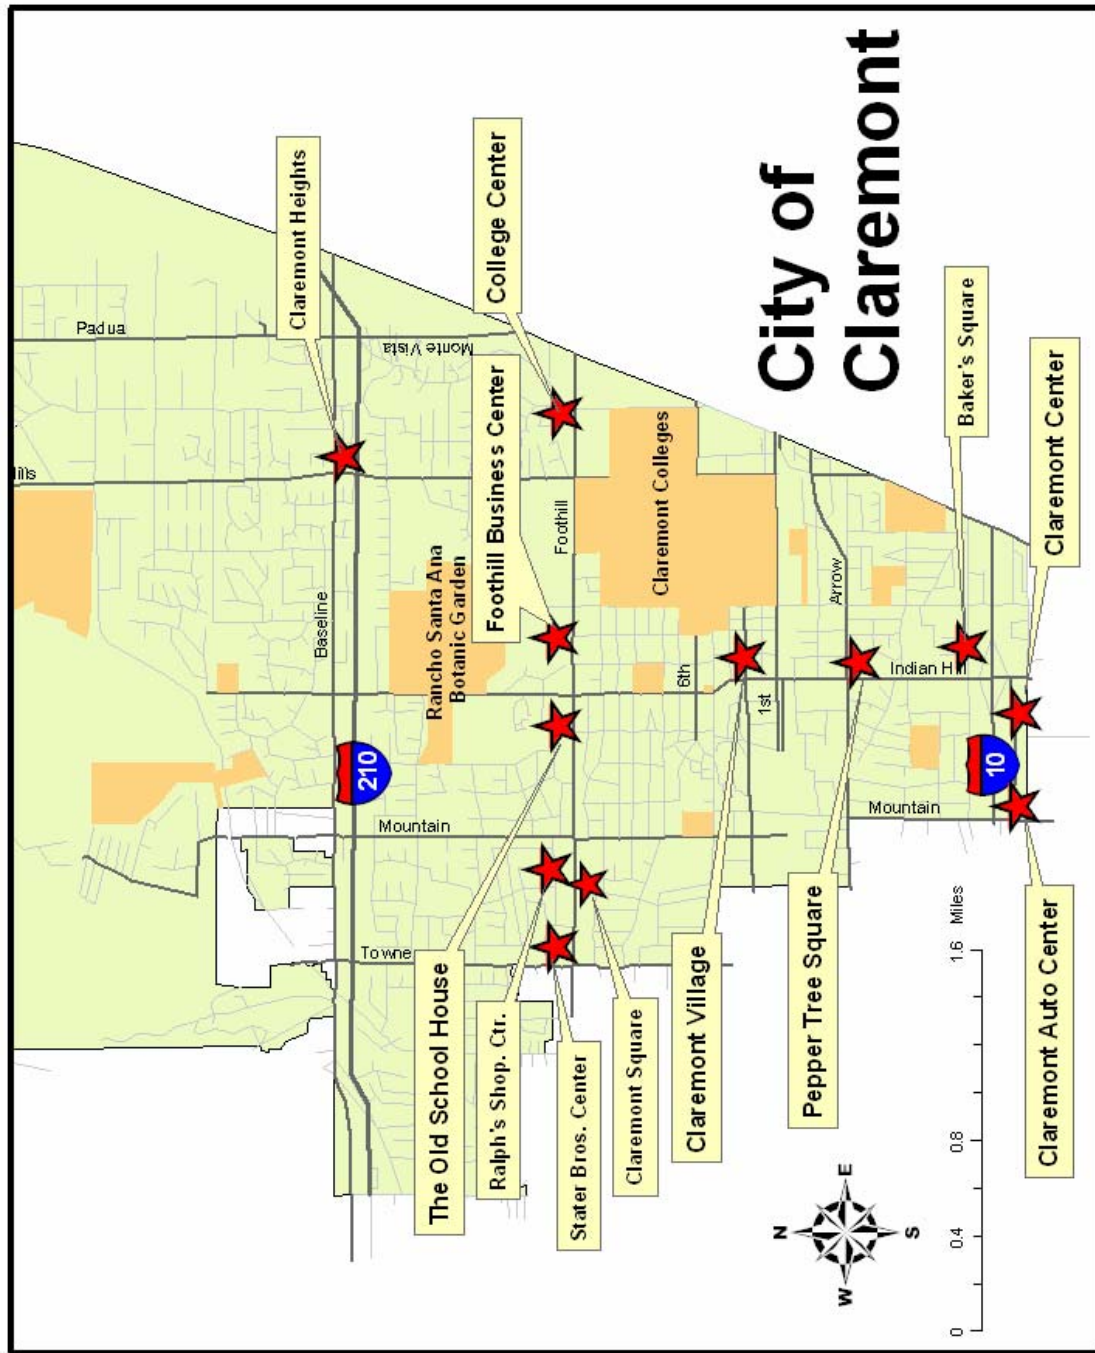 City of
Claremont
Claremont Heights
College Center
Foothill Business Center
Baker's Square
Claremont Center
The Old School House
Ralph's Shop. Ctr.
Stater Bros. Center
Claremont Square
Claremont Village
Pepper Tree Square
Claremont Auto Center
Padua
Monte Vista
Baseline
Rancho Santa Ana
Botanic Garden
Foothill
Claremont Colleges
6th
1st
Arrow
Indian Hill
Mountain
Mountain
Towne
210
10
N
E
S
W
0
0.4
0.8
1.6
Miles